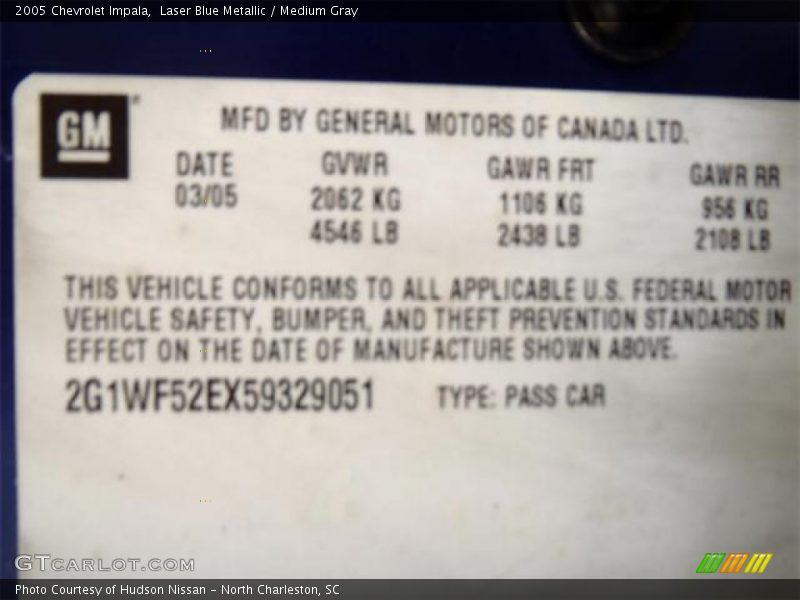 2005 Chevrolet Impala,  Laser Blue Metallic / Medium Gray
GM
MFD BY GENERAL MOTORS OF CANADA LTD.
DATE GVWR GAWR FRT GAWR RR
03/05 2062 KG 1106 KG 956 KG
4546 LB 2438 LB 2108 LB
THIS VEHICLE CONFORMS TO ALL APPLICABLE U.S. FEDERAL MOTOR
VEHICLE SAFETY, BUMPER, AND THEFT PREVENTION STANDARDS IN
EFFECT ON THE DATE OF MANUFACTURE SHOWN ABOVE.
2G1WF52EX59329051 TYPE: PASS CAR
GTCARLOT.COM
Photo Courtesy of Hudson Nissan - North Charleston, SC